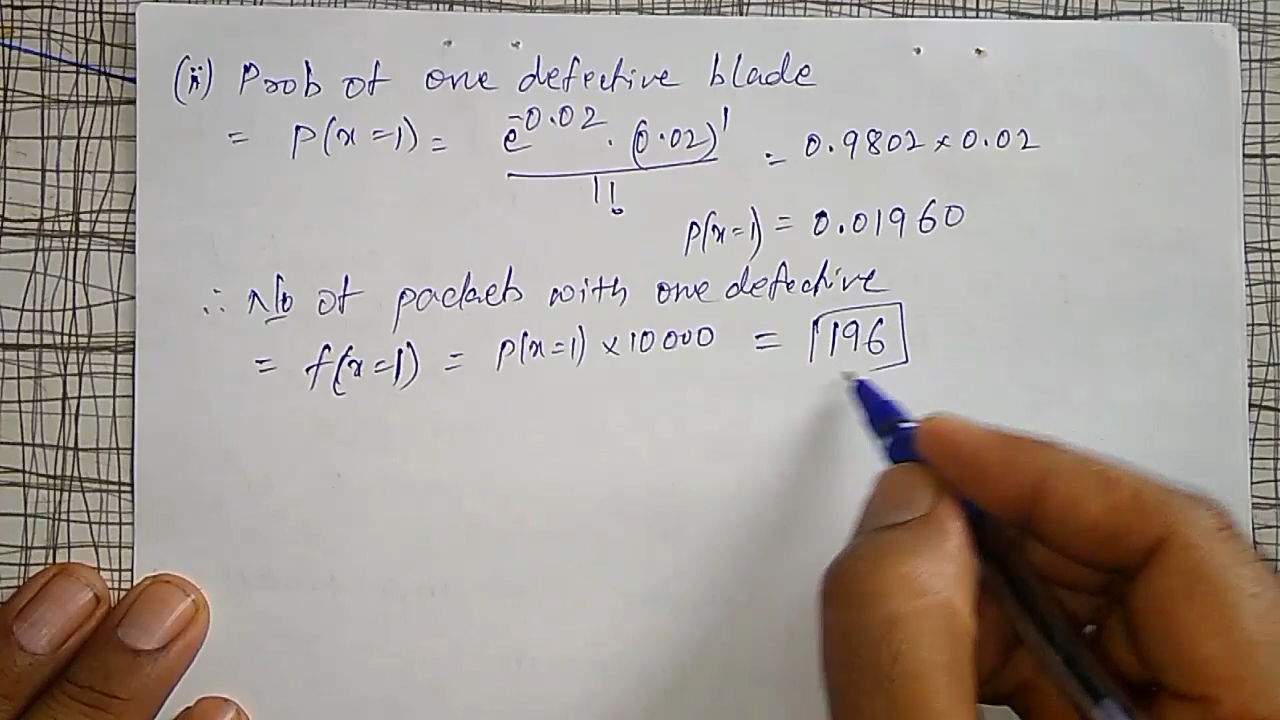 (ii) Prob of one defective blade
= P(x=1) = e^-0.02 . (0.02)^1 / 1! = 0.9802 × 0.02
P(x=1) = 0.01960
∴ No of packets with one defective
= f(x=1) = P(x=1) × 10000 = 196